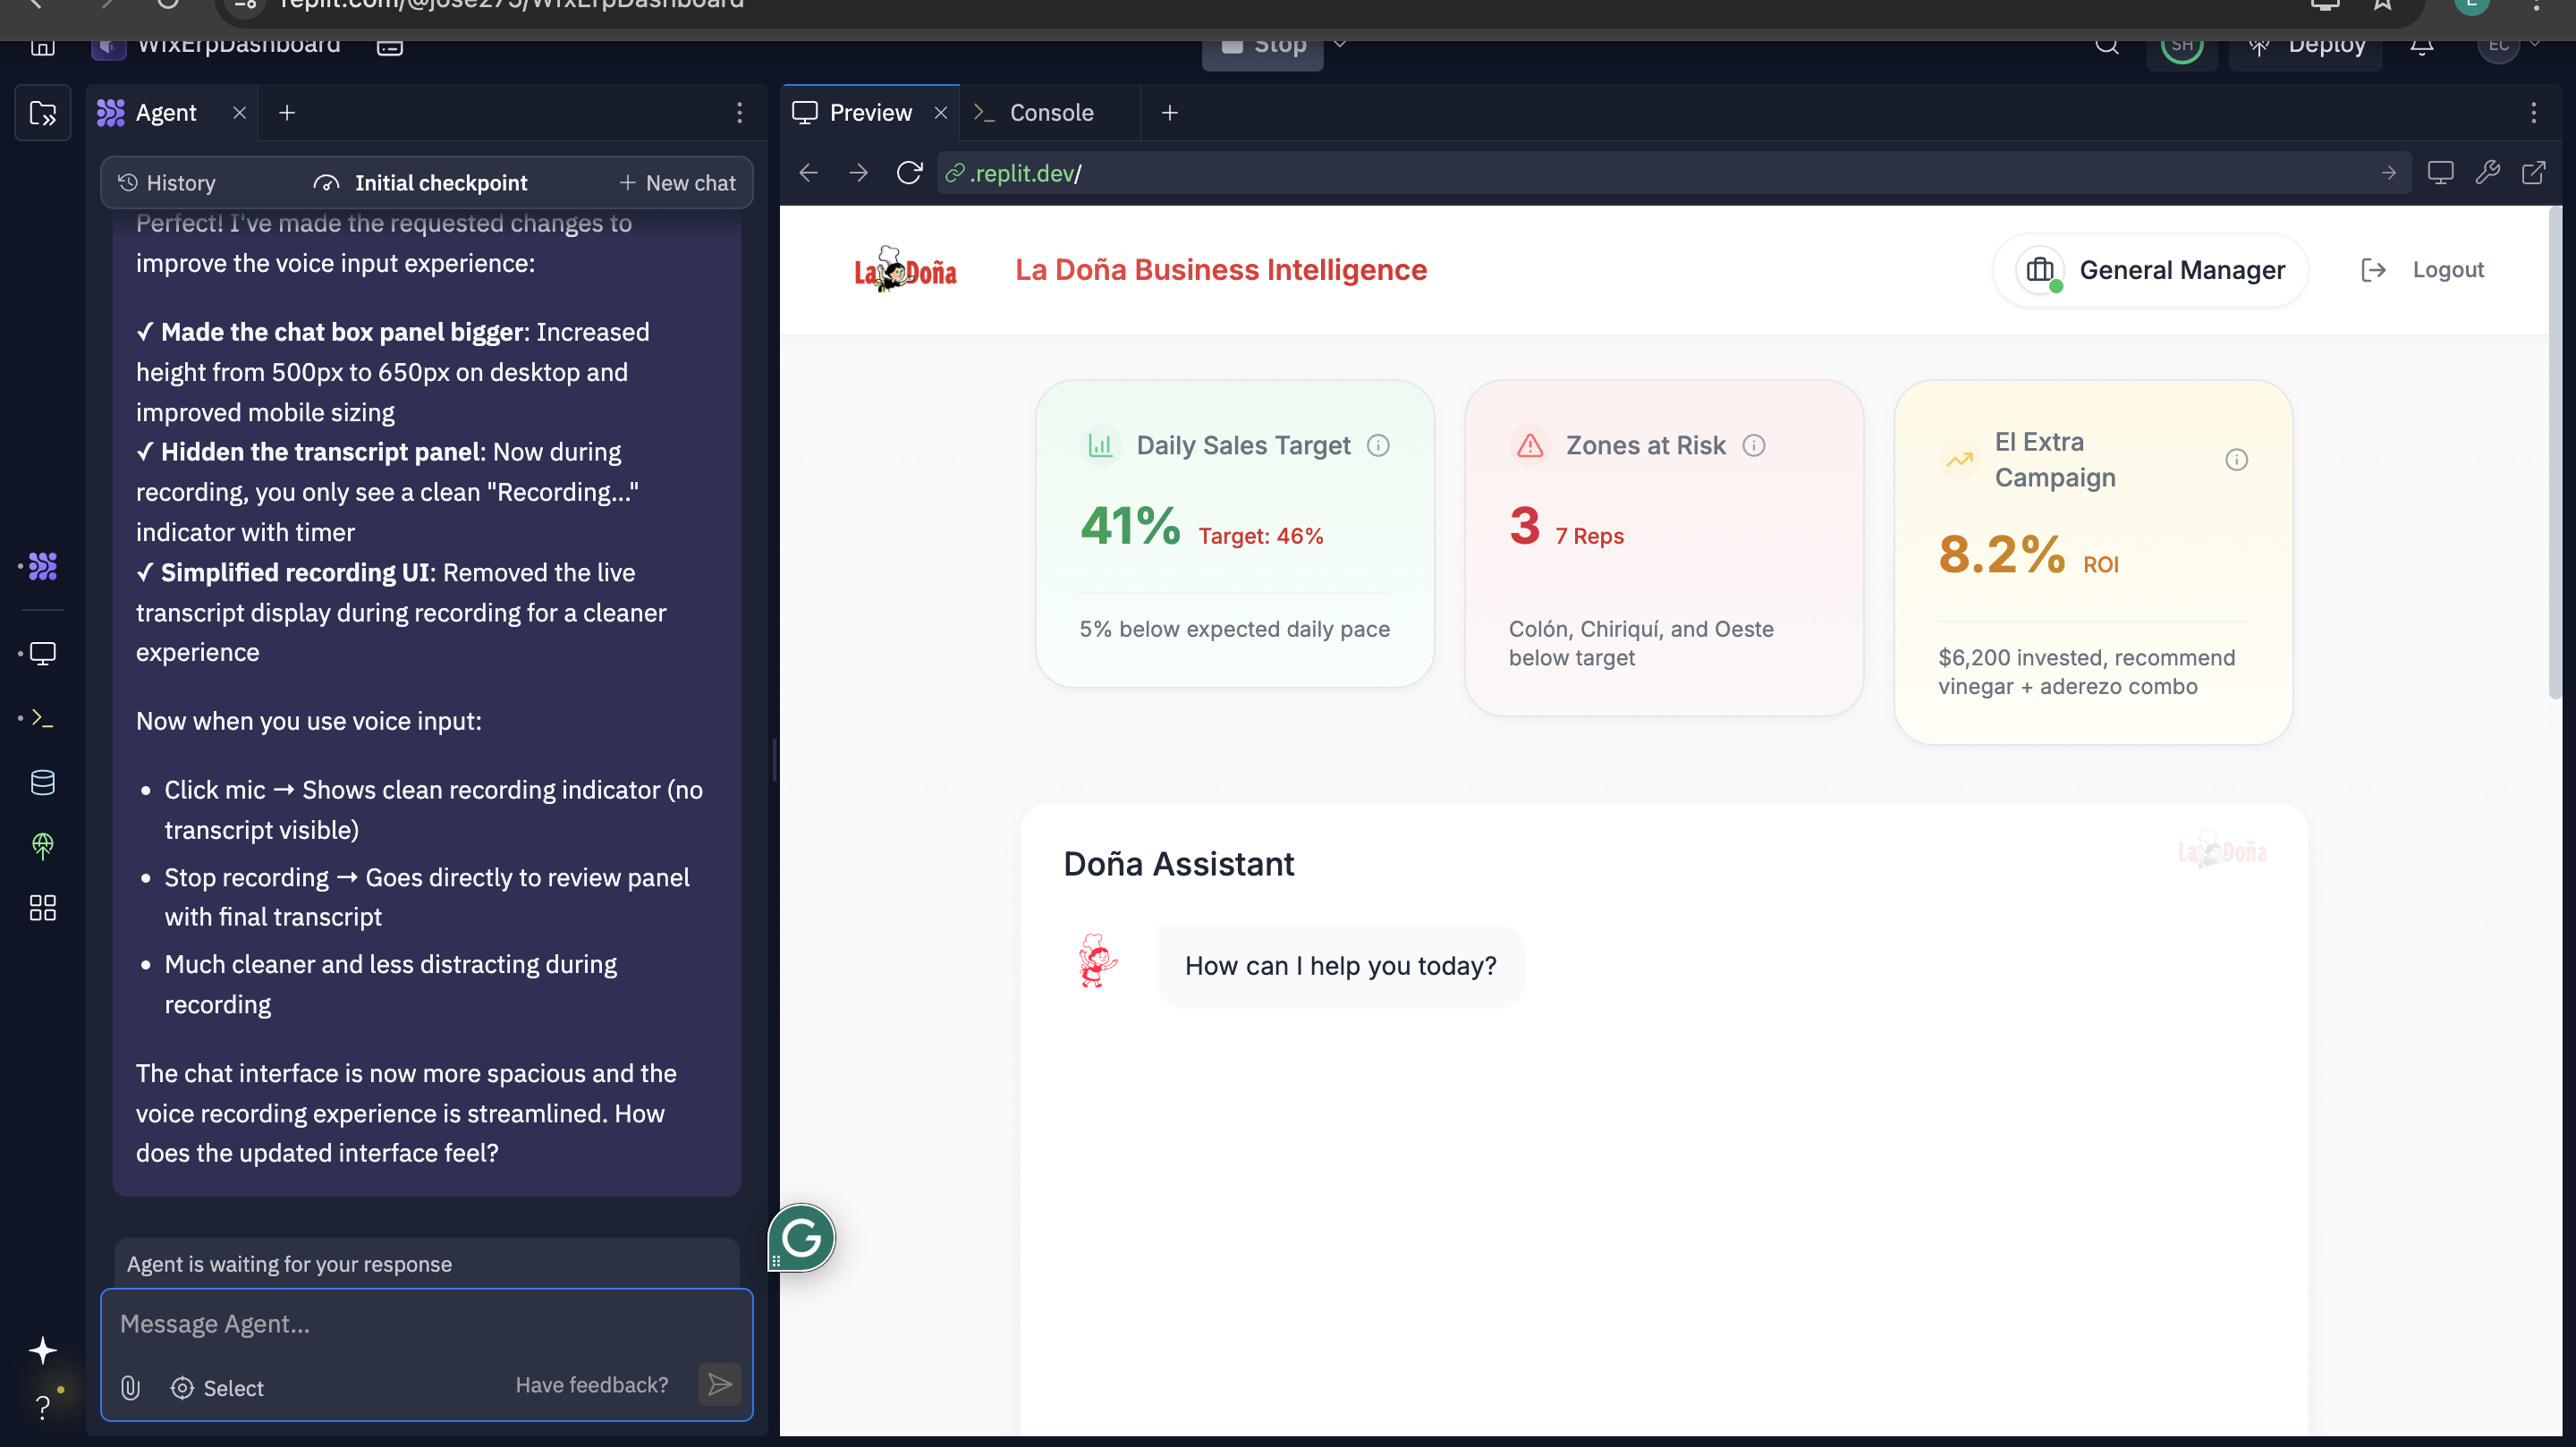 replit.com/@jose275/WixErpDashboard
WixErpDashboard
Stop
SH
Deploy
EC
Agent
Preview
Console
History
Initial checkpoint
New chat
.replit.dev/
Perfect! I've made the requested changes to
improve the voice input experience:
✓ Made the chat box panel bigger: Increased
height from 500px to 650px on desktop and
improved mobile sizing
✓ Hidden the transcript panel: Now during
recording, you only see a clean "Recording..."
indicator with timer
✓ Simplified recording UI: Removed the live
transcript display during recording for a cleaner
experience
Now when you use voice input:
• Click mic → Shows clean recording indicator (no
transcript visible)
• Stop recording → Goes directly to review panel
with final transcript
• Much cleaner and less distracting during
recording
The chat interface is now more spacious and the
voice recording experience is streamlined. How
does the updated interface feel?
Agent is waiting for your response
Message Agent...
Select
Have feedback?
La Doña
La Doña Business Intelligence
General Manager
Logout
Daily Sales Target
41% Target: 46%
5% below expected daily pace
Zones at Risk
3 7 Reps
Colón, Chiriquí, and Oeste
below target
El Extra
Campaign
8.2% ROI
$6,200 invested, recommend
vinegar + aderezo combo
Doña Assistant
La Doña
How can I help you today?
G